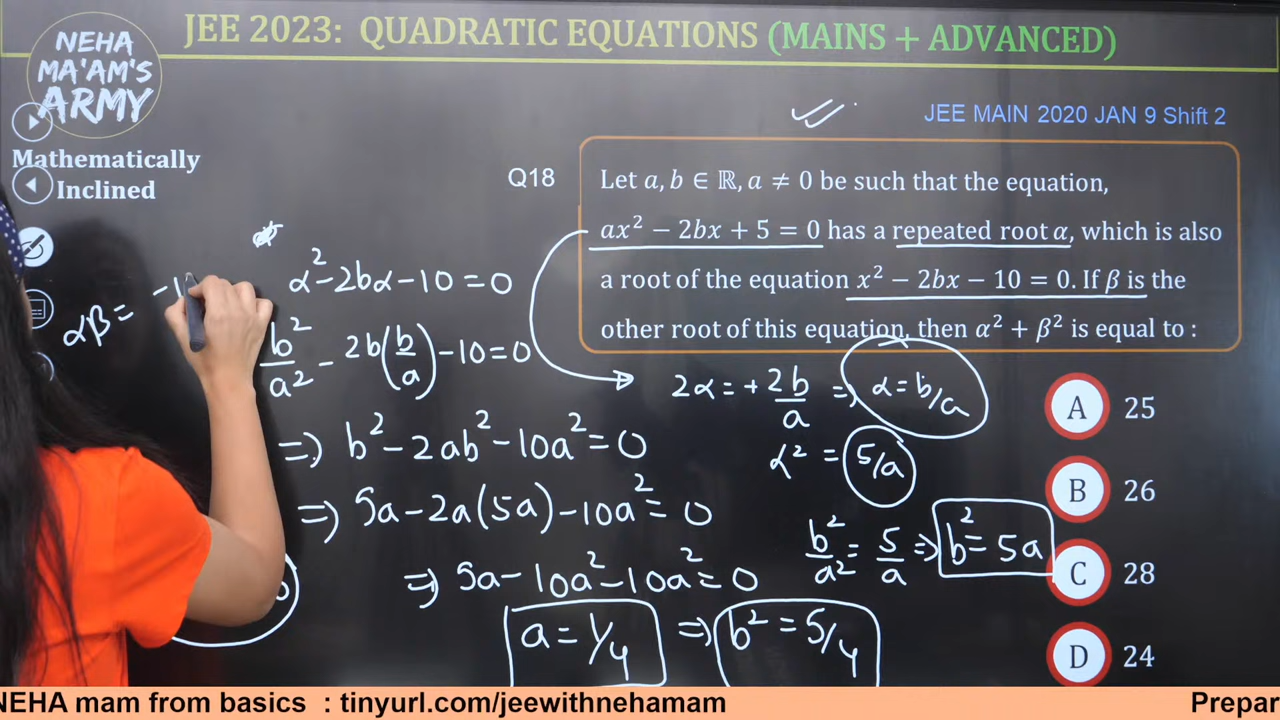 JEE 2023: QUADRATIC EQUATIONS (MAINS + ADVANCED)
NEHA
MA'AM'S
ARMY
JEE MAIN 2020 JAN 9 Shift 2
Mathematically
Inclined
Q18
Let a, b ∈ ℝ, a ≠ 0 be such that the equation,
ax² − 2bx + 5 = 0 has a repeated root α, which is also
a root of the equation x² − 2bx − 10 = 0. If β is the
other root of this equation, then α² + β² is equal to :
αβ = -1
α² - 2bα - 10 = 0
b²/a² - 2b(b/a) - 10 = 0
=> b² - 2ab² - 10a² = 0
=> 5a - 2a(5a) - 10a² = 0
=> 5a - 10a² - 10a² = 0
a = 1/4 => b² = 5/4
2α = + 2b/a => α = b/a
α² = 5/a
b²/a² = 5/a => b² = 5a
A 25
B 26
C 28
D 24
NEHA mam from basics : tinyurl.com/jeewithnehamam
Prepar